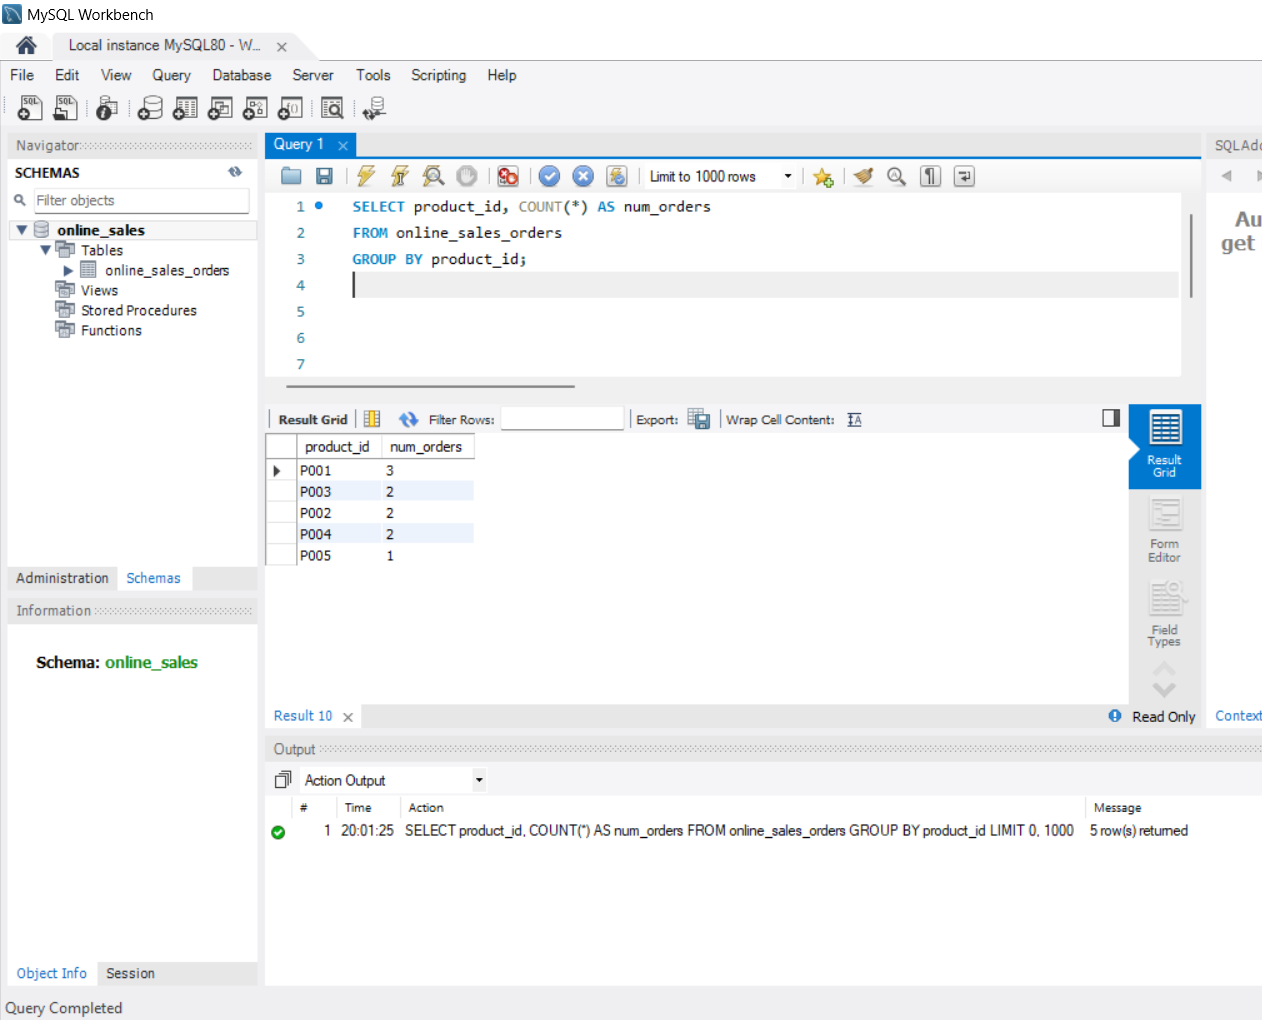 MySQL Workbench
Local instance MySQL80 - W...
File Edit View Query Database Server Tools Scripting Help
Navigator
SCHEMAS
Filter objects
online_sales
Tables
online_sales_orders
Views
Stored Procedures
Functions
Administration Schemas
Information
Schema: online_sales
Object Info Session
Query Completed
Query 1
Limit to 1000 rows
1 SELECT product_id, COUNT(*) AS num_orders
2 FROM online_sales_orders
3 GROUP BY product_id;
4
5
6
7
Result Grid Filter Rows: Export: Wrap Cell Content:
product_id num_orders
P001 3
P003 2
P002 2
P004 2
P005 1
Result
Grid
Form
Editor
Field
Types
Result 10
Read Only
Output
Action Output
# Time Action Message
1 20:01:25 SELECT product_id, COUNT(*) AS num_orders FROM online_sales_orders GROUP BY product_id LIMIT 0, 1000 5 row(s) returned
SQLAd
Au
get
Context